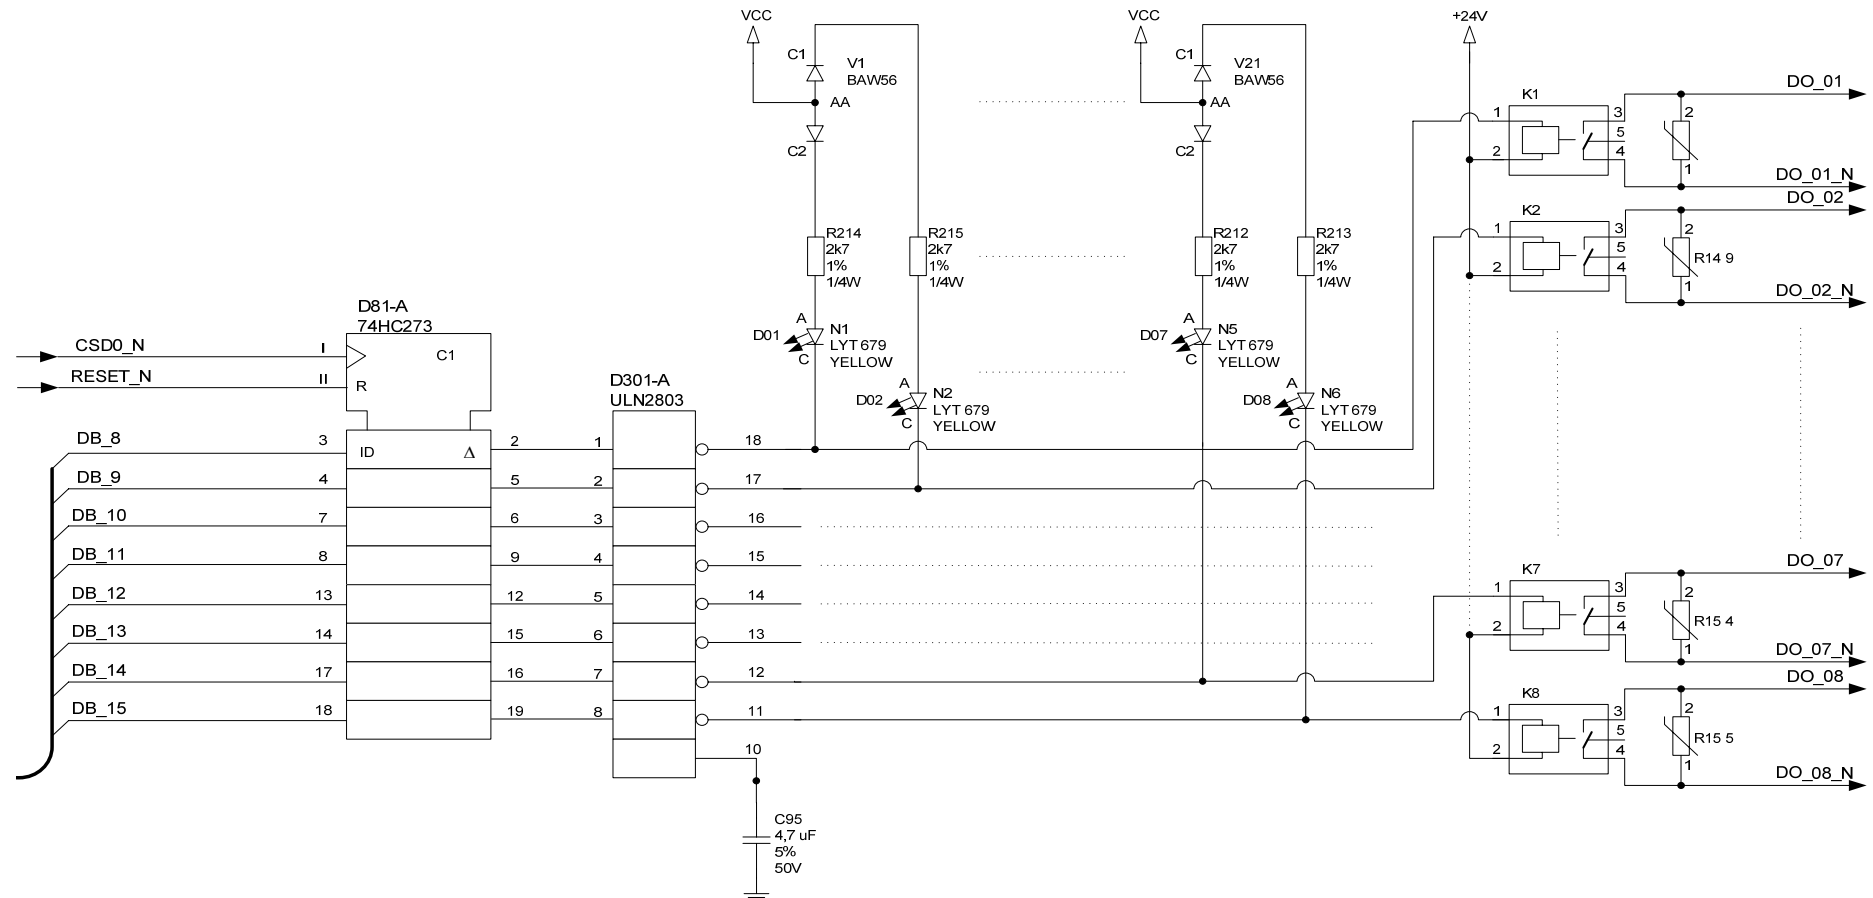 VCC
VCC
+24V
C1
V1
BAW56
AA
C2
C1
V21
BAW56
AA
C2
K1
1
2
3
5
4
2
1
DO_01
DO_01_N
K2
1
2
3
5
4
2
R14 9
1
DO_02
DO_02_N
R214
2k7
1%
1/4W
R215
2k7
1%
1/4W
R212
2k7
1%
1/4W
R213
2k7
1%
1/4W
D01
A
C
N1
LYT 679
YELLOW
D02
A
C
N2
LYT 679
YELLOW
D07
A
C
N5
LYT 679
YELLOW
D08
A
C
N6
LYT 679
YELLOW
D81-A
74HC273
CSD0_N
I
C1
RESET_N
II
R
D301-A
ULN2803
DB_8
3
ID
Δ
2
1
18
DB_9
4
5
2
17
DB_10
7
6
3
16
DB_11
8
9
4
15
DB_12
13
12
5
14
DB_13
14
15
6
13
DB_14
17
16
7
12
DB_15
18
19
8
11
10
C95
4,7 uF
5%
50V
K7
1
2
3
5
4
2
R15 4
1
DO_07
DO_07_N
K8
1
2
3
5
4
2
R15 5
1
DO_08
DO_08_N